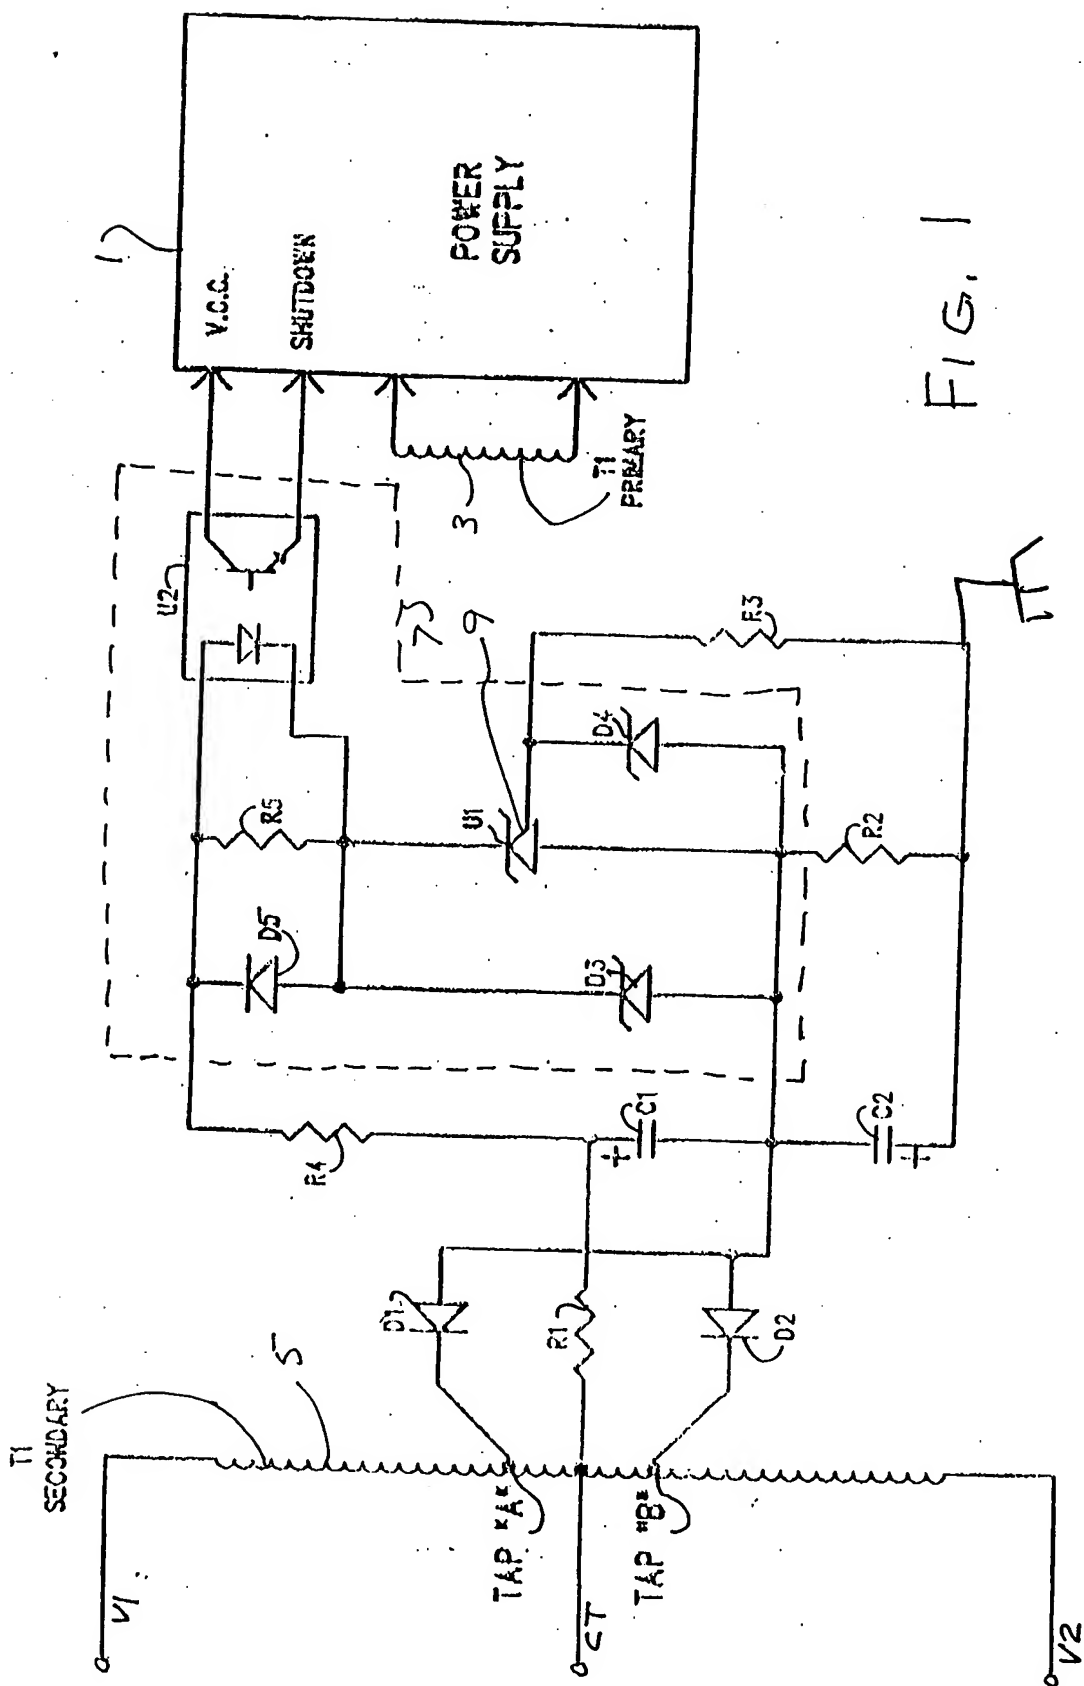 T1
SECONDARY
5
V1
TAP "A"
CT
TAP "B"
V2
D1
R1
D2
R4
C1
C2
D5
D3
R5
U1
9
D4
R2
R3
U2
7
3
T1
PRIMARY
1
V.C.C.
SHUTDOWN
POWER
SUPPLY
FIG. 1
+
+